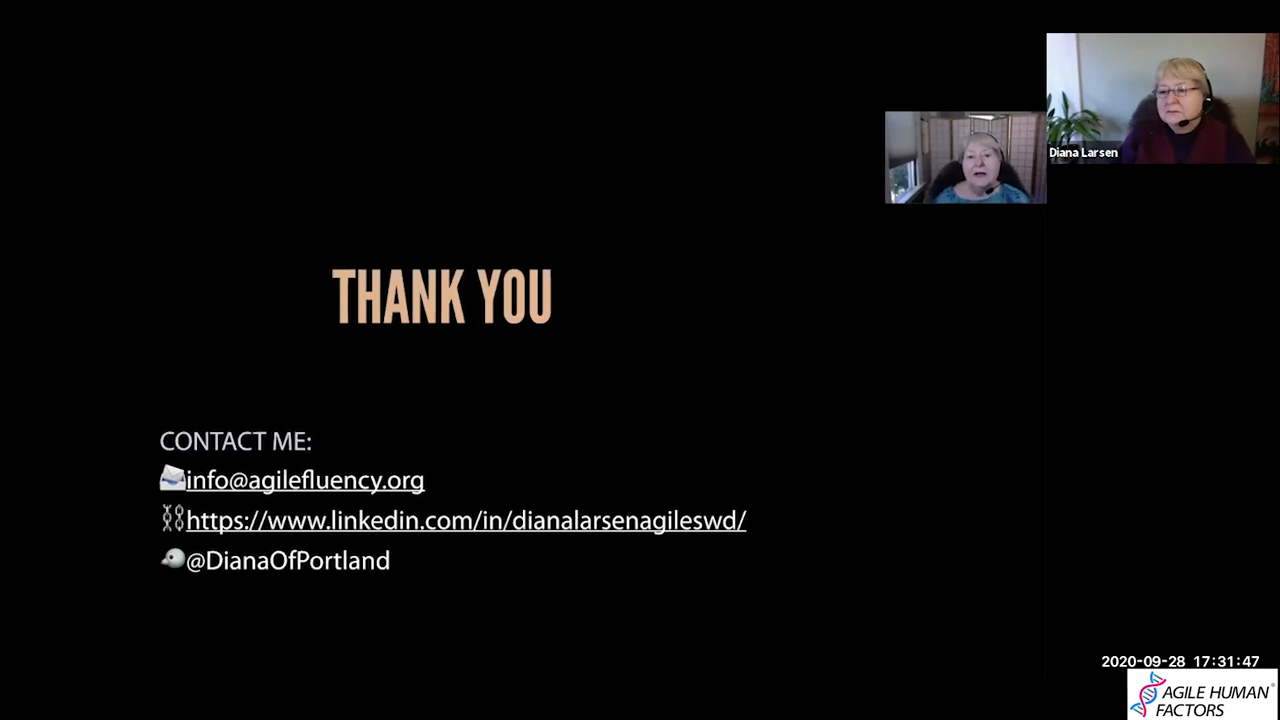 Diana Larsen
THANK YOU
CONTACT ME:
info@agilefluency.org
https://www.linkedin.com/in/dianalarsenagileswd/
@DianaOfPortland
2020-09-28 17:31:47
AGILE HUMAN®
FACTORS